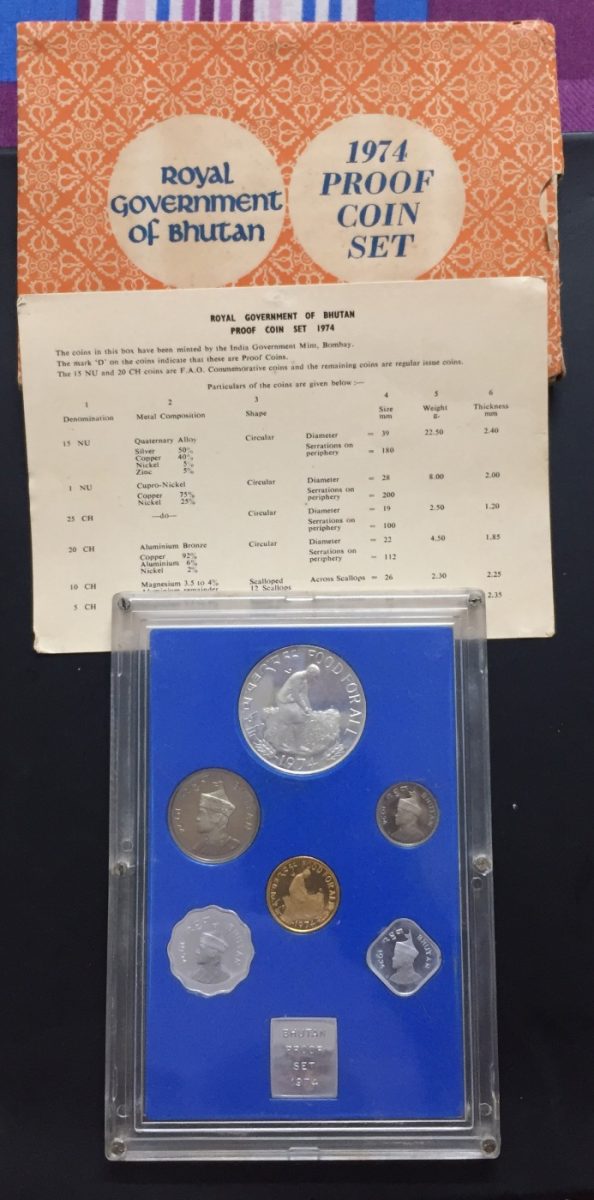 ROYAL
GOVERNMENT
of BHUTAN
1974
PROOF
COIN
SET
ROYAL GOVERNMENT OF BHUTAN
PROOF COIN SET 1974
The coins in this box have been minted by the India Government Mint, Bombay.
The mark 'D' on the coins indicate that these are Proof Coins.
The 15 NU and 20 CH coins are F.A.O. Commemorative coins and the remaining coins are regular issue coins.
Particulars of the coins are given below :—
1 2 3 4 5 6
Denomination Metal Composition Shape Size mm Weight g. Thickness mm
15 NU Quaternary Alloy Circular Diameter = 39 22.50 2.40
Silver 50% Serrations on
Copper 40% periphery = 180
Nickel 5%
Zinc 5%
1 NU Cupro-Nickel Circular Diameter = 28 8.00 2.00
Copper 75% Serrations on
Nickel 25% periphery = 200
25 CH —do— Circular Diameter = 19 2.50 1.20
Serrations on
periphery = 100
20 CH Aluminium Bronze Circular Diameter = 22 4.50 1.85
Copper 92% Serrations on
Aluminium 6% periphery = 112
Nickel 2%
10 CH Magnesium 3.5 to 4% Scalloped Across Scallops = 26 2.30 2.25
Aluminium remainder 12 Scallops
5 CH 2.35
FOOD FOR ALL
1974
BHUTAN
BHUTAN
FOOD FOR ALL
1974
BHUTAN
BHUTAN
BHUTAN
PROOF
SET
1974